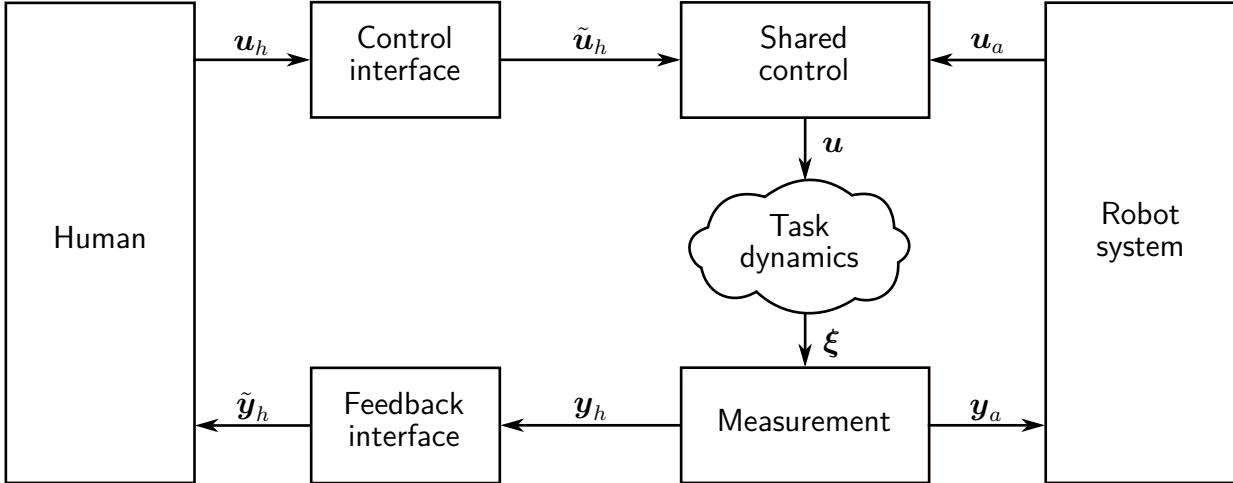 u_h
Control
interface
ũ_h
Shared
control
u_a
u
Human
Task
dynamics
Robot
system
ξ
ỹ_h
Feedback
interface
y_h
Measurement
y_a